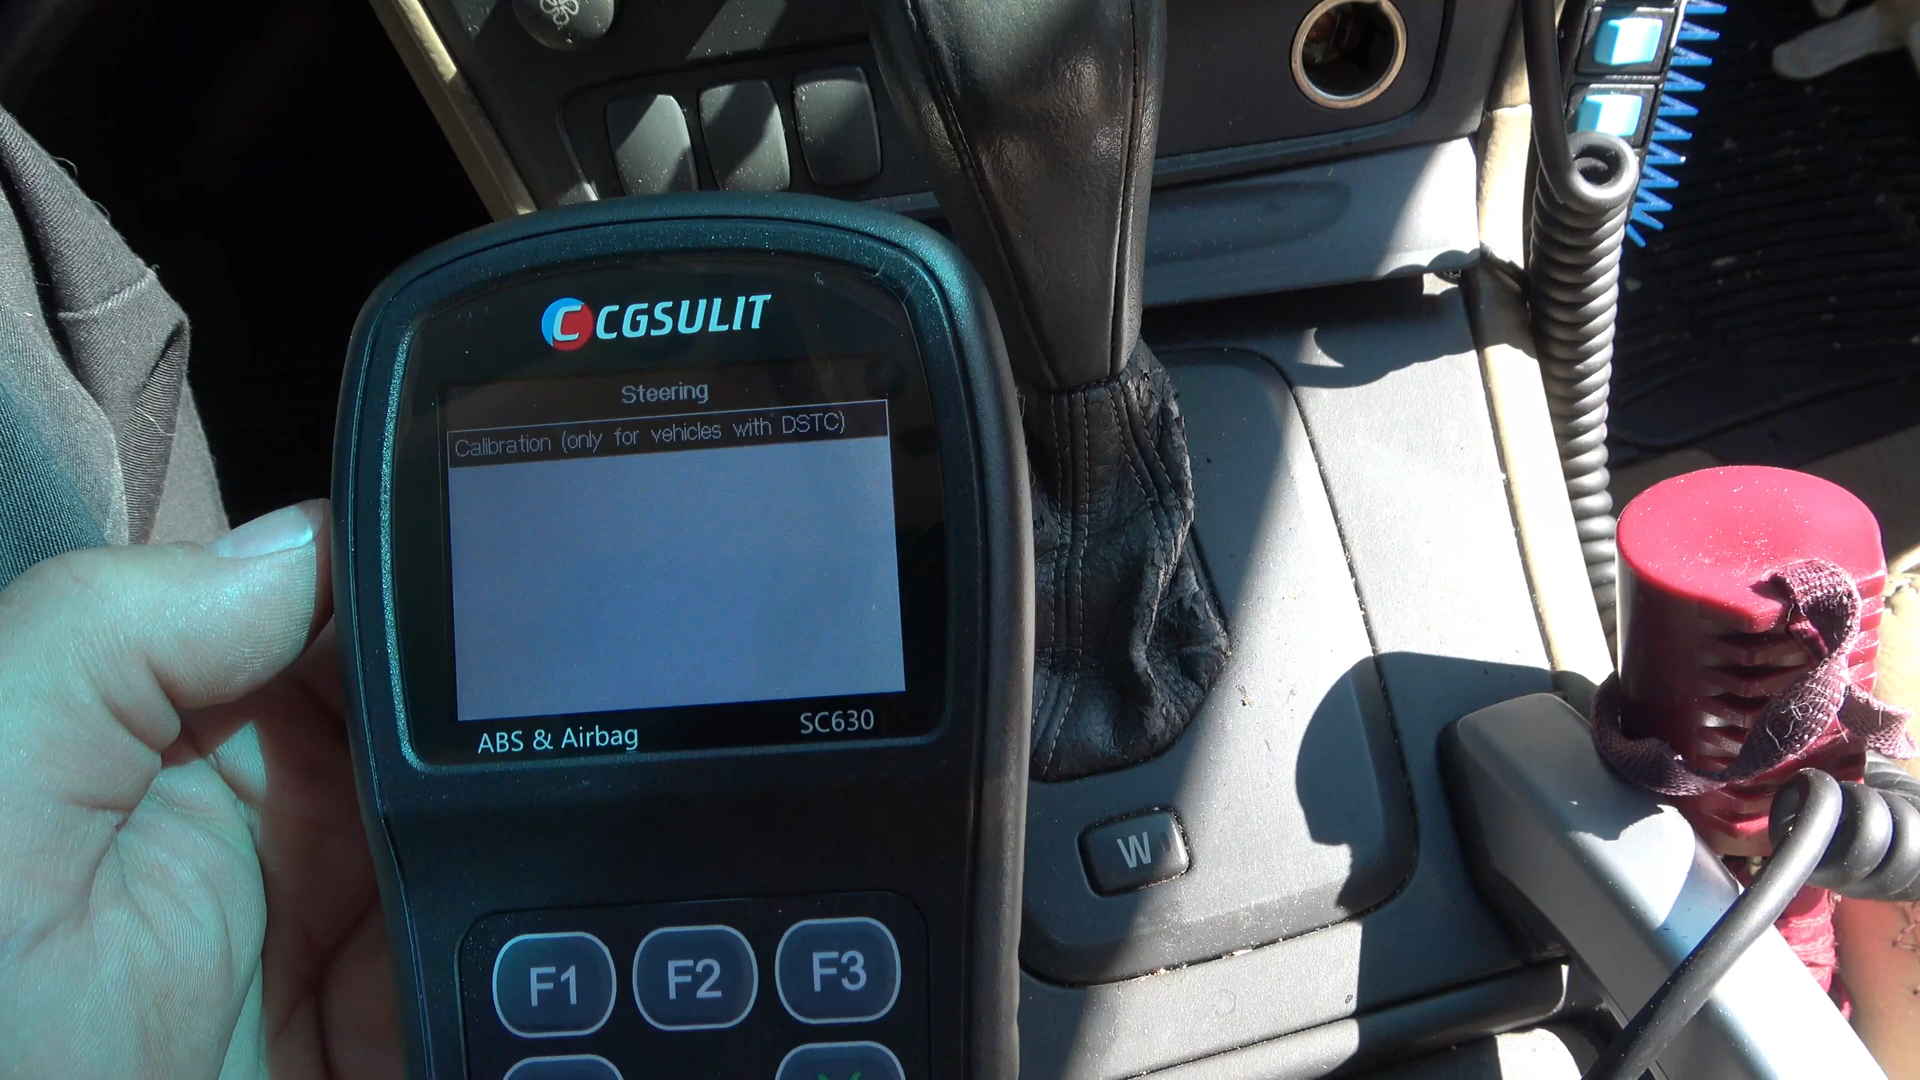 C CGSULIT
Steering
Calibration (only for vehicles with DSTC)
ABS & Airbag
SC630
W
F1
F2
F3